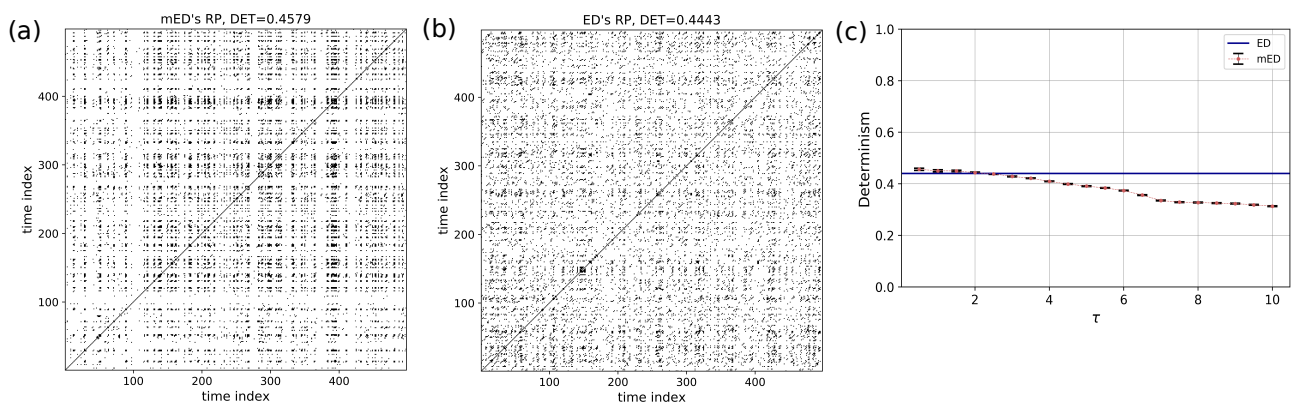 (a)
mED's RP, DET=0.4579
time index
400
300
200
100
100 200 300 400
time index
(b)
ED's RP, DET=0.4443
time index
400
300
200
100
100 200 300 400
time index
(c)
Determinism
1.0
0.8
0.6
0.4
0.2
0.0
2 4 6 8 10
τ
ED
mED